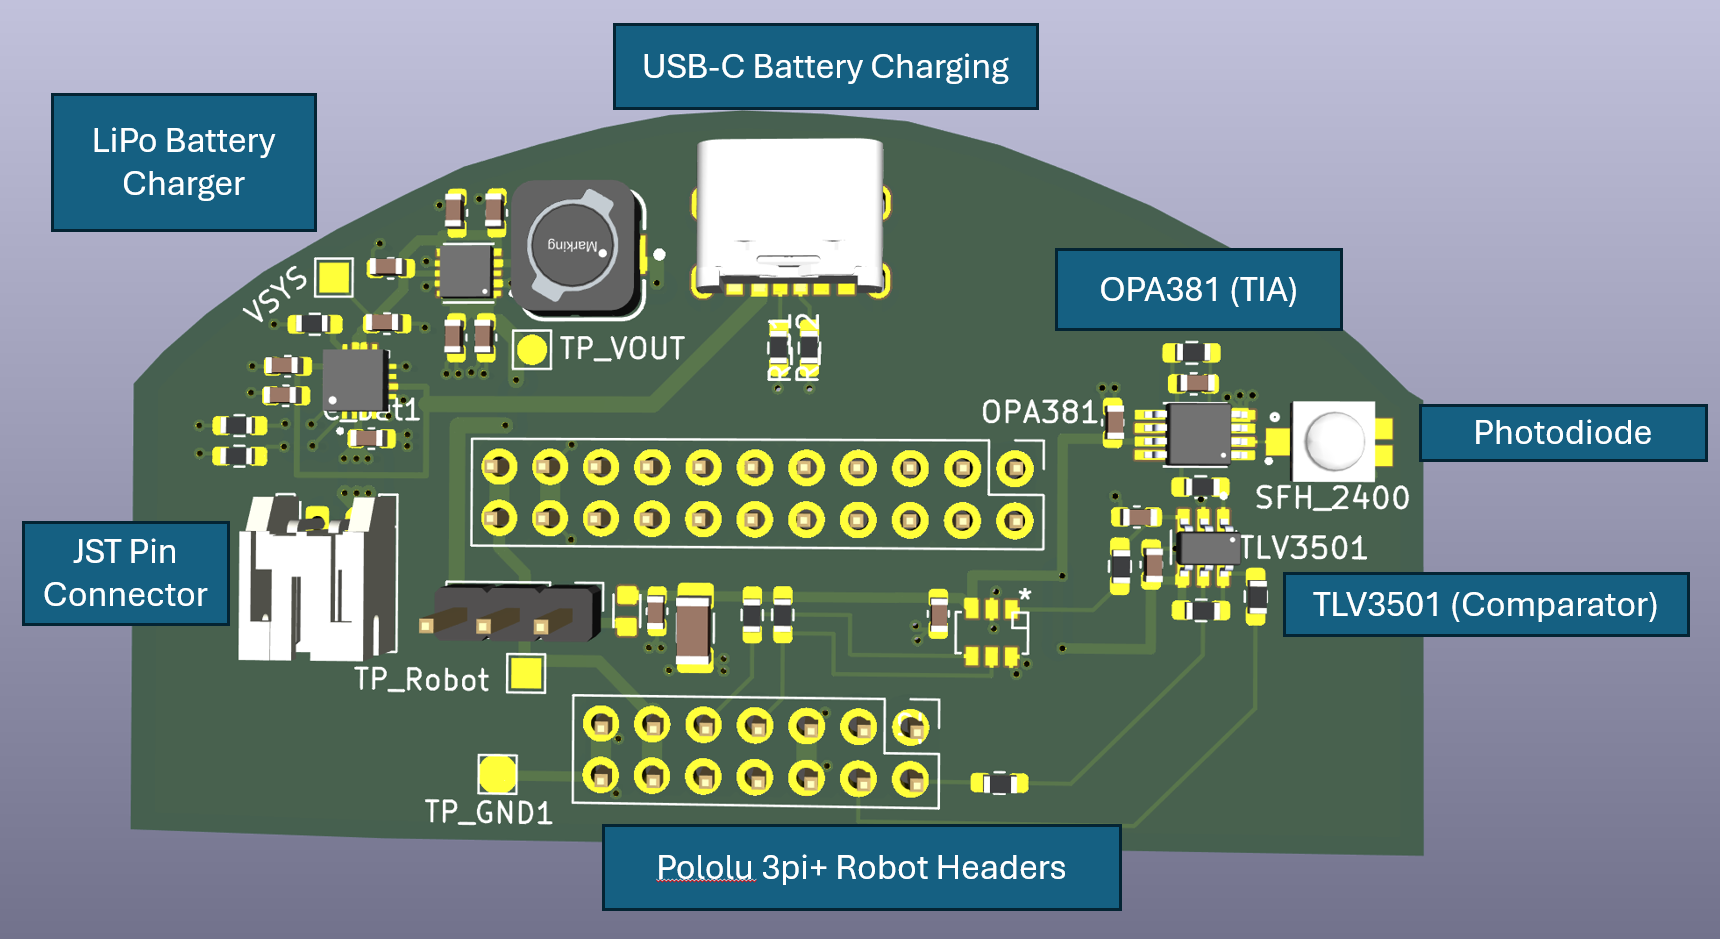 USB-C Battery Charging
LiPo Battery
Charger
Marking
VSYS
OPA381 (TIA)
TP_VOUT
OPA381
Photodiode
SFH_2400
JST Pin
Connector
TLV3501
TLV3501 (Comparator)
*
TP_Robot
TP_GND1
Pololu 3pi+ Robot Headers